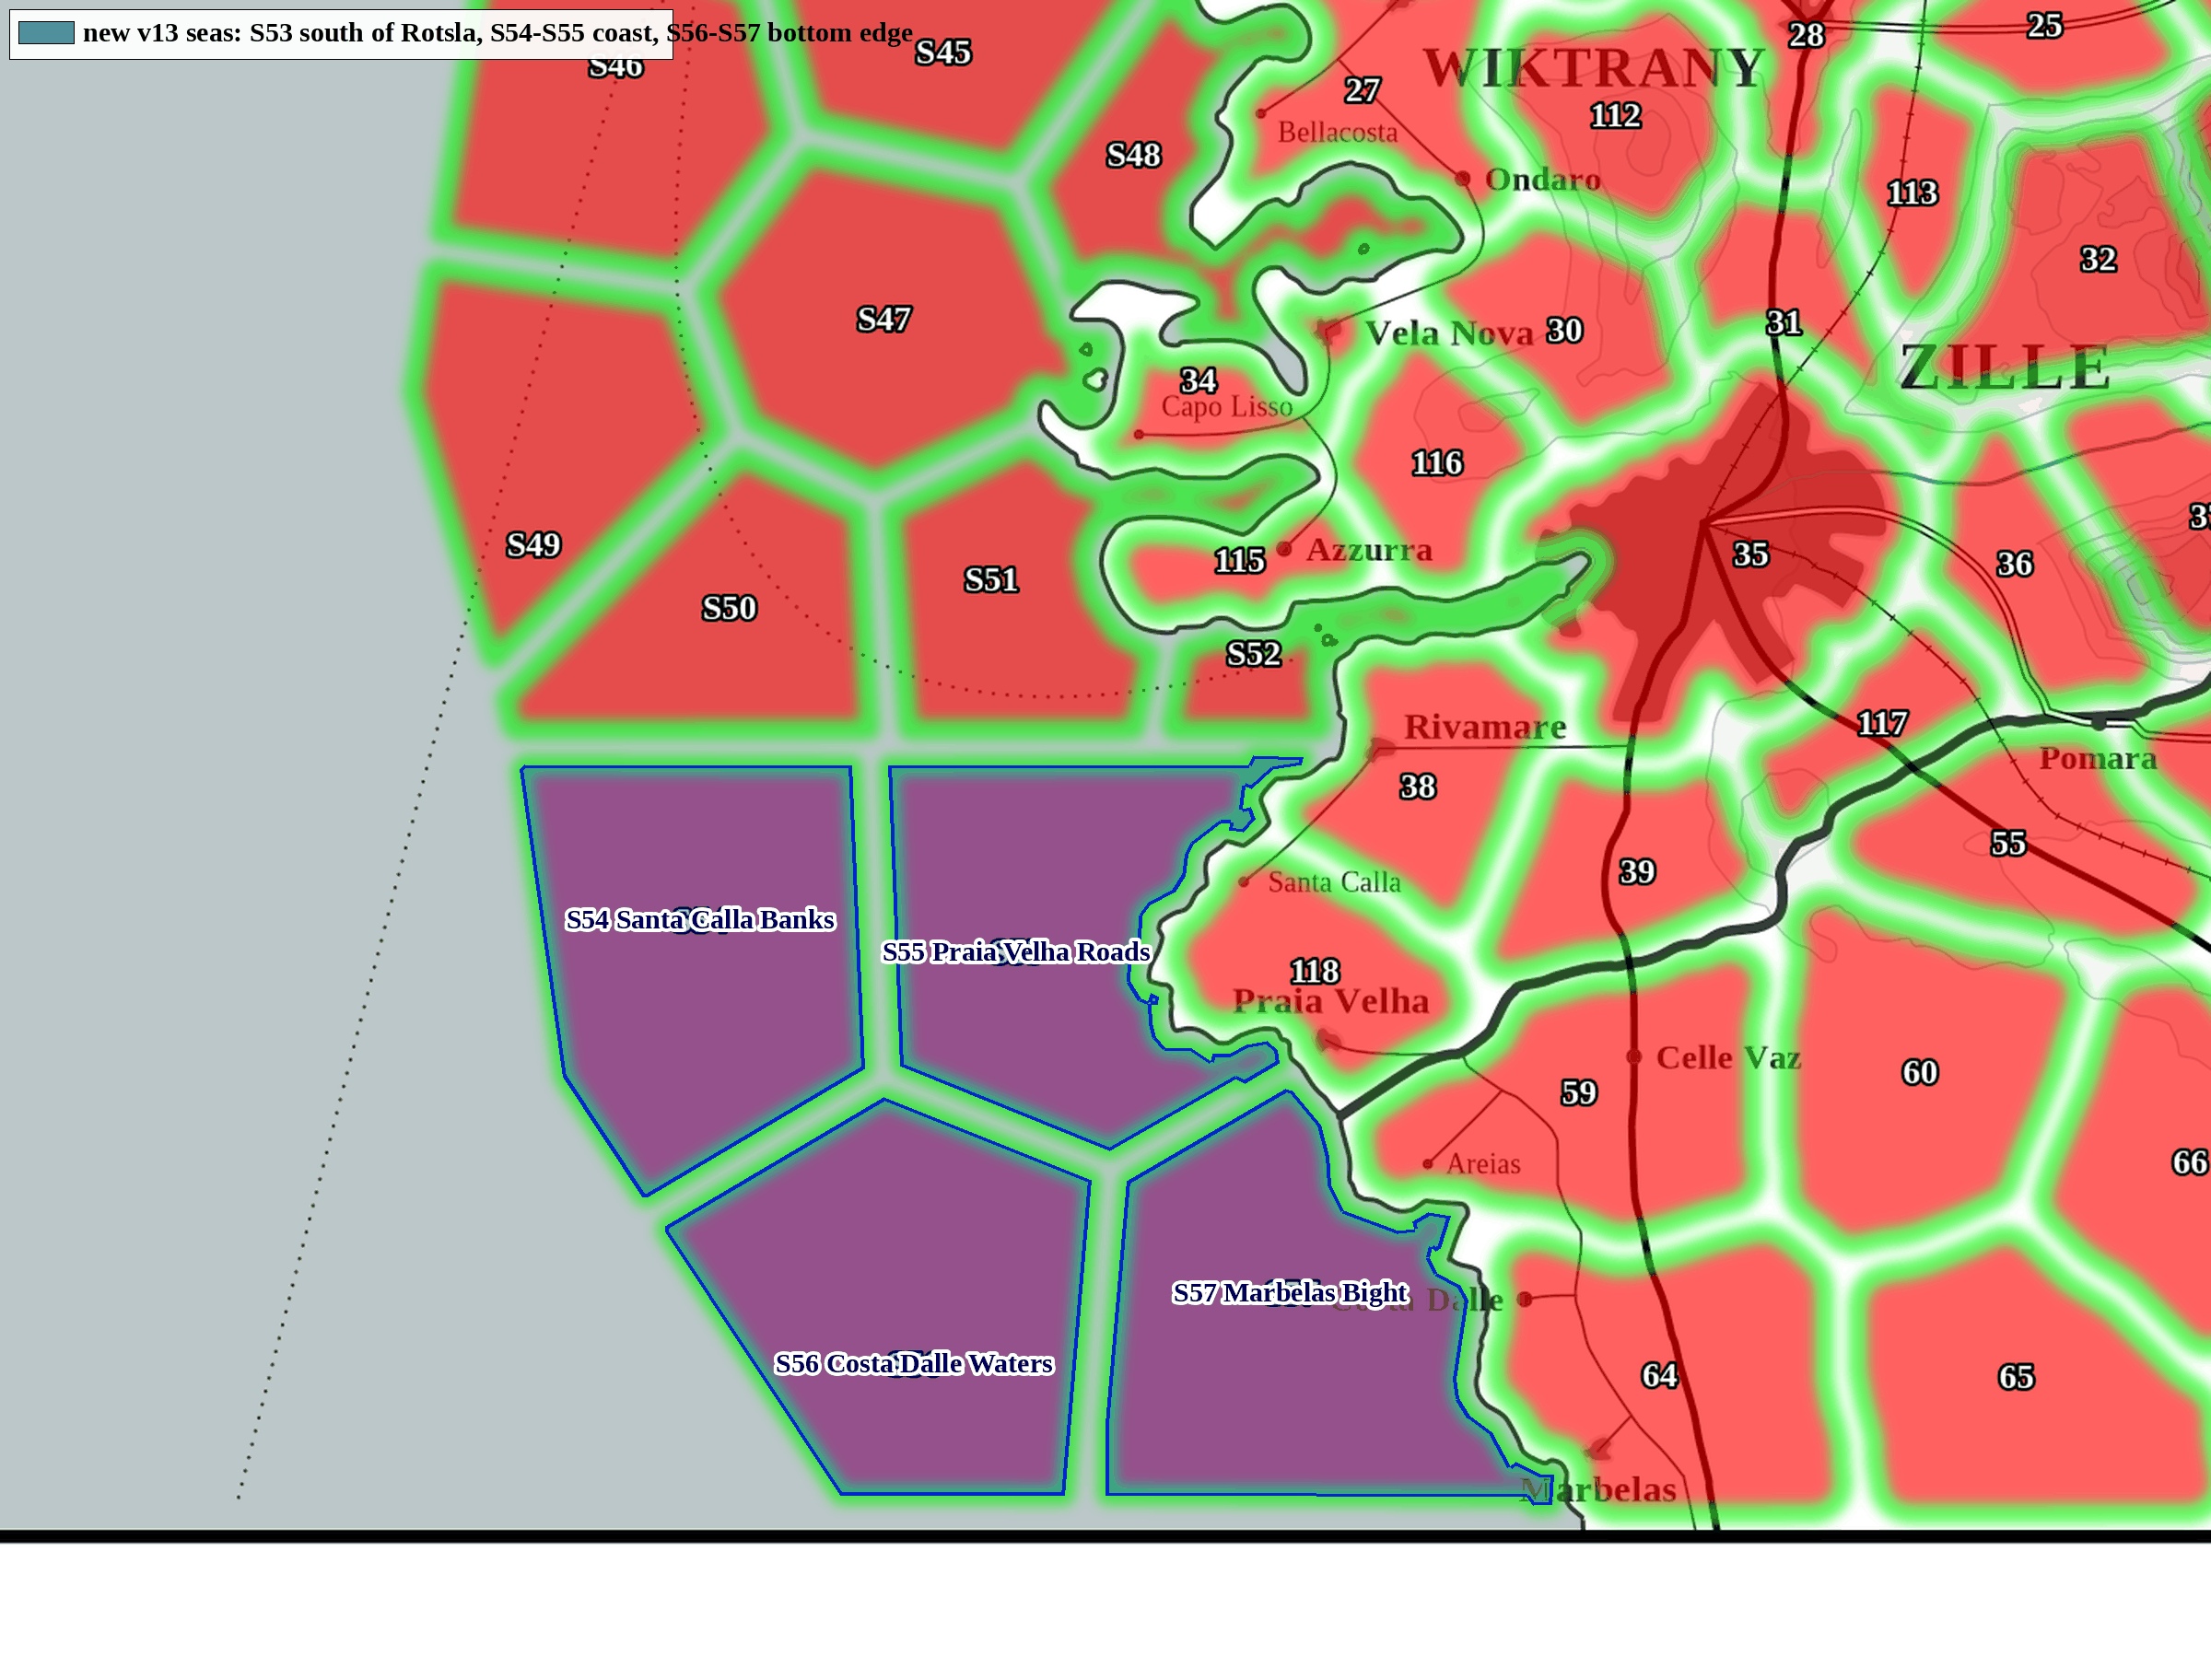 new v13 seas: S53 south of Rotsla, S54-S55 coast, S56-S57 bottom edge
28
25
S46
S45
WIKTRANY
27
112
Bellacosta
S48
Ondaro
113
32
S47
31
Vela Nova
30
ZILLE
34
Capo Lisso
116
S49
Azzurra
115
35
36
S51
S50
S52
Rivamare
117
Pomara
38
55
39
Santa Calla
S54 Santa Calla Banks
S55 Praia Velha Roads
118
Praia Velha
Celle Vaz
60
59
Areias
66
S57 Marbelas Bight
S56 Costa Dalle Waters
64
65
Marbelas